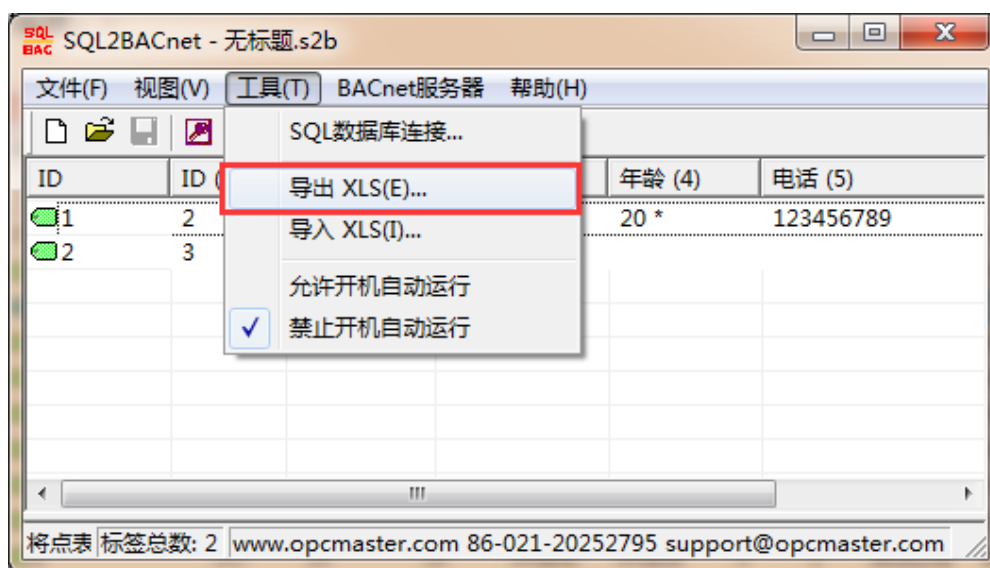 SQL BAC SQL2BACnet - 无标题.s2b
文件(F) 视图(V) 工具(T) BACnet服务器 帮助(H)
SQL数据库连接...
ID ID ( 年龄 (4) 电话 (5)
导出 XLS(E)...
1 2 20 * 123456789
导入 XLS(I)...
2 3
允许开机自动运行
✓ 禁止开机自动运行
将点表 标签总数: 2 www.opcmaster.com 86-021-20252795 support@opcmaster.com